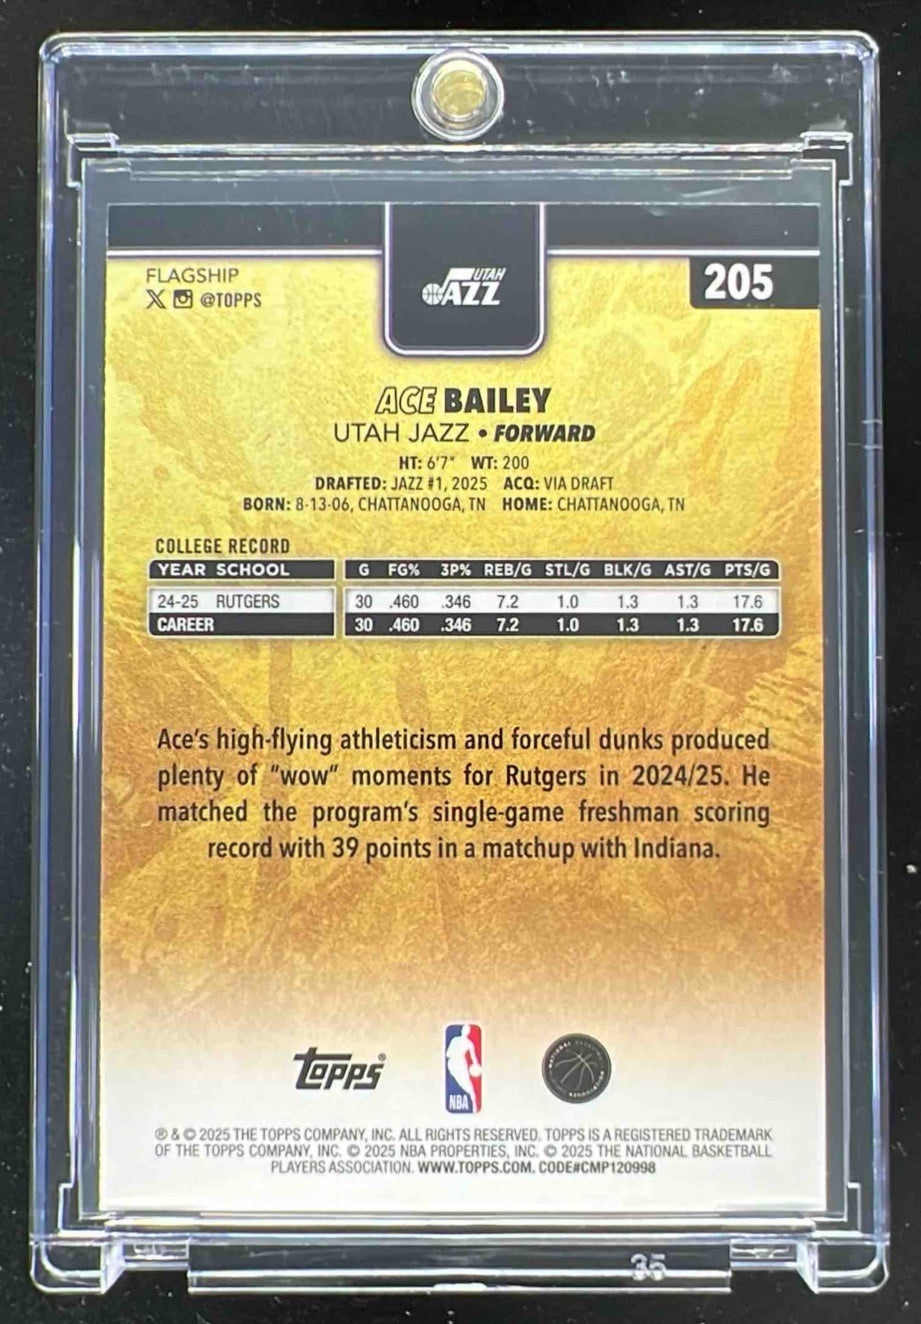 UTAH
JAZZ
FLAGSHIP
@TOPPS
205
ACE BAILEY
UTAH JAZZ • FORWARD
HT: 6'7" WT: 200
DRAFTED: JAZZ #1, 2025 ACQ: VIA DRAFT
BORN: 8-13-06, CHATTANOOGA, TN HOME: CHATTANOOGA, TN
COLLEGE RECORD
YEAR SCHOOL G FG% 3P% REB/G STL/G BLK/G AST/G PTS/G
24-25 RUTGERS 30 .460 .346 7.2 1.0 1.3 1.3 17.6
CAREER 30 .460 .346 7.2 1.0 1.3 1.3 17.6
Ace's high-flying athleticism and forceful dunks produced
plenty of "wow" moments for Rutgers in 2024/25. He
matched the program's single-game freshman scoring
record with 39 points in a matchup with Indiana.
Topps®
NBA
® & © 2025 THE TOPPS COMPANY, INC. ALL RIGHTS RESERVED. TOPPS IS A REGISTERED TRADEMARK
OF THE TOPPS COMPANY, INC. © 2025 NBA PROPERTIES, INC. © 2025 THE NATIONAL BASKETBALL
PLAYERS ASSOCIATION. WWW.TOPPS.COM. CODE#CMP120998
35